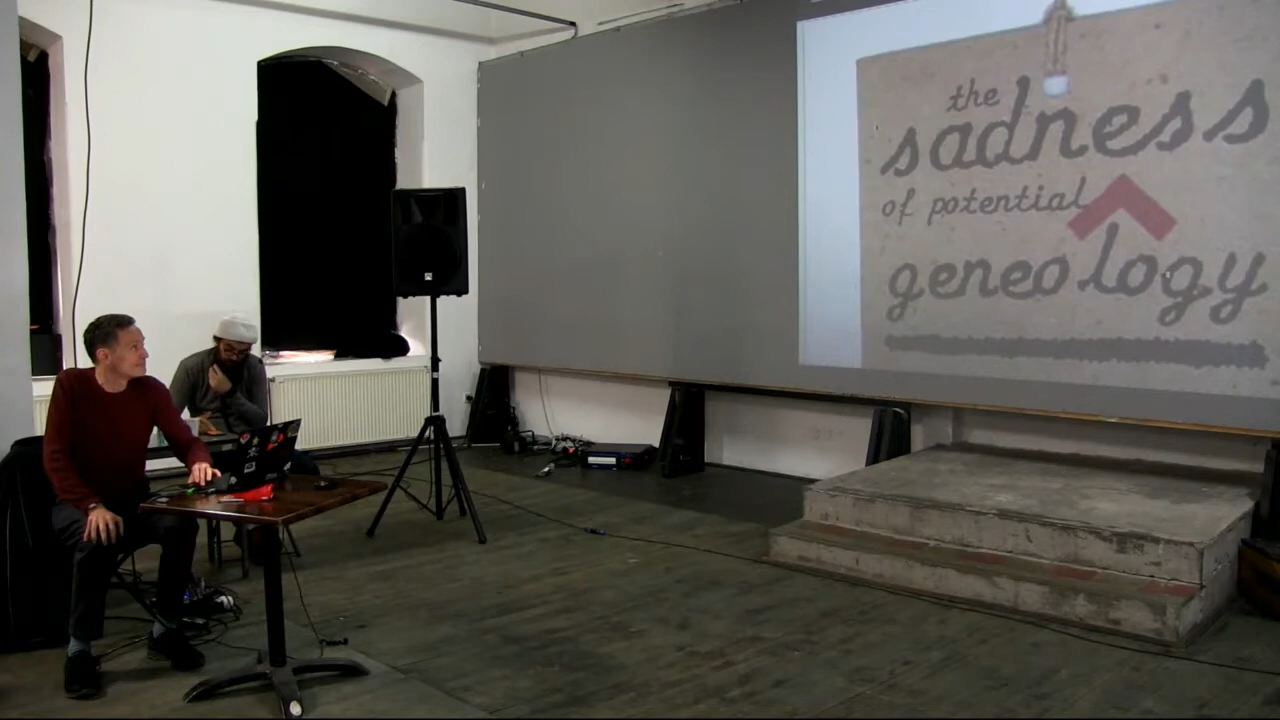 the
sadness
of potential
geneology